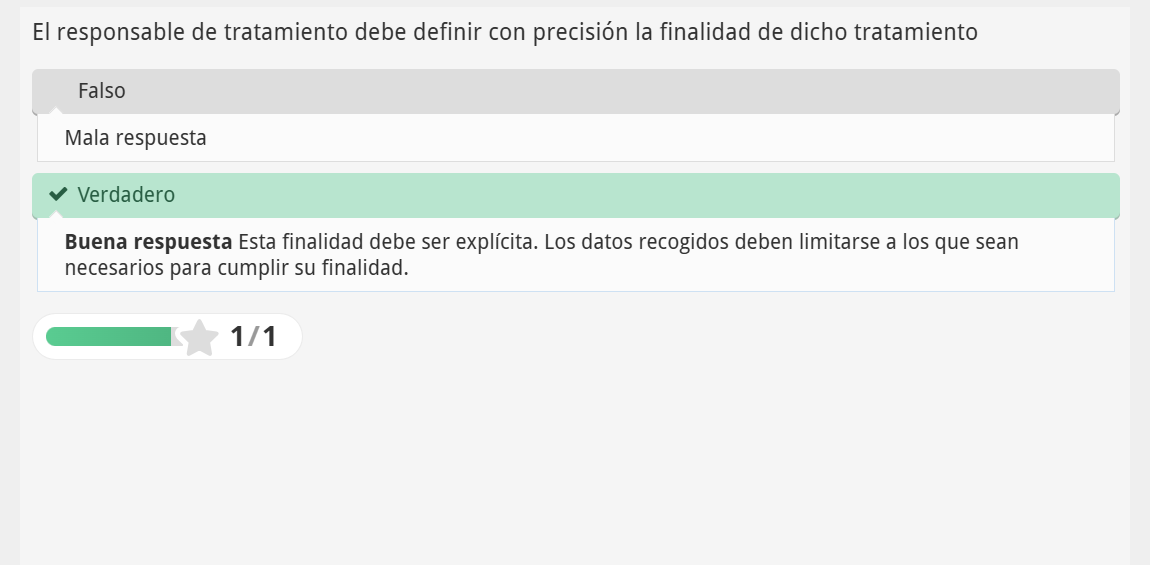 El responsable de tratamiento debe definir con precisión la finalidad de dicho tratamiento
Falso
Mala respuesta
Verdadero
Buena respuesta Esta finalidad debe ser explícita. Los datos recogidos deben limitarse a los que sean
necesarios para cumplir su finalidad.
1/1